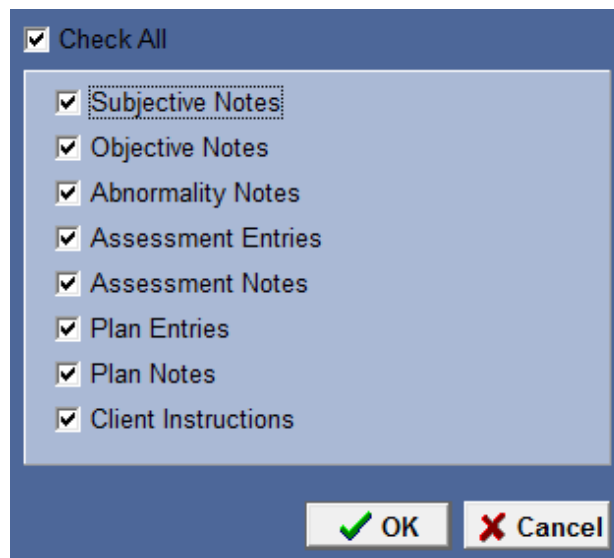 Check All
Subjective Notes
Objective Notes
Abnormality Notes
Assessment Entries
Assessment Notes
Plan Entries
Plan Notes
Client Instructions
OK Cancel